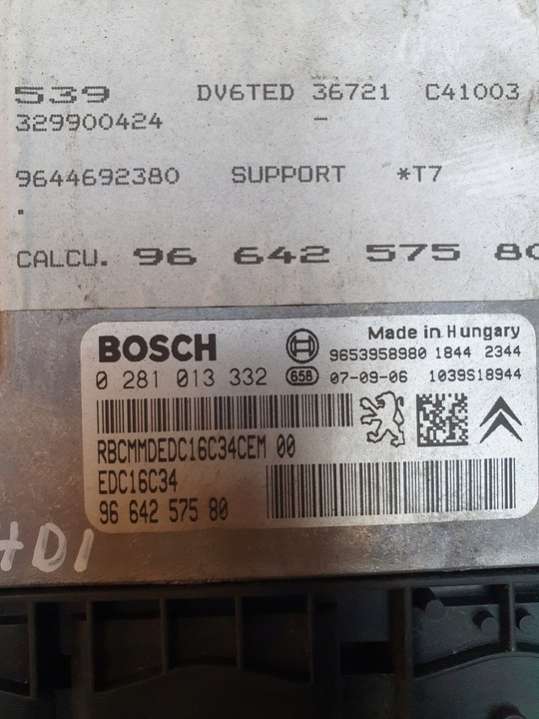 539 DV6TED 36721 C41003
329900424 -
9644692380 SUPPORT *T7
.
CALCU. 96 642 575 80
BOSCH Made in Hungary
9653958980 1844 2344
0 281 013 332 658 07-09-06 1039S18944
RBCMMDEDC16C34CEM 00
EDC16C34
96 642 575 80
HDI